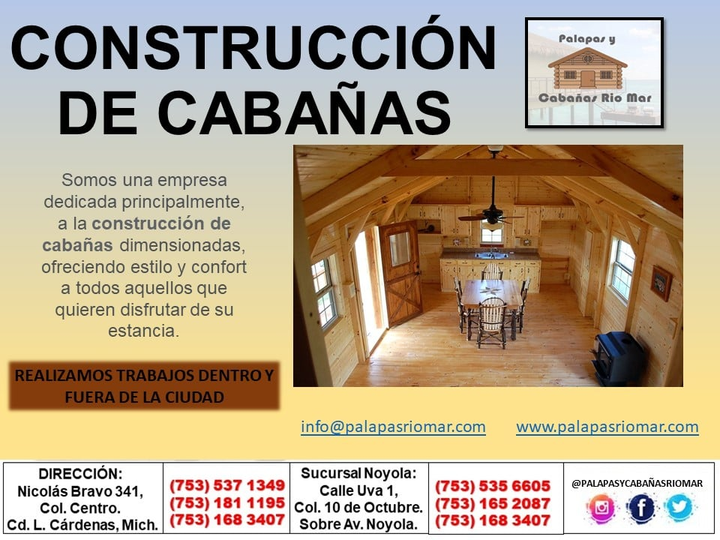 CONSTRUCCIÓN
DE CABAÑAS
Palapas y
Cabañas Rio Mar
Somos una empresa
dedicada principalmente,
a la construcción de
cabañas dimensionadas,
ofreciendo estilo y confort
a todos aquellos que
quieren disfrutar de su
estancia.
REALIZAMOS TRABAJOS DENTRO Y
FUERA DE LA CIUDAD
info@palapasriomar.com
www.palapasriomar.com
DIRECCIÓN:
Nicolás Bravo 341,
Col. Centro.
Cd. L. Cárdenas, Mich.
(753) 537 1349
(753) 181 1195
(753) 168 3407
Sucursal Noyola:
Calle Uva 1,
Col. 10 de Octubre.
Sobre Av. Noyola.
(753) 535 6605
(753) 165 2087
(753) 168 3407
@PALAPASYCABAÑASRIOMAR